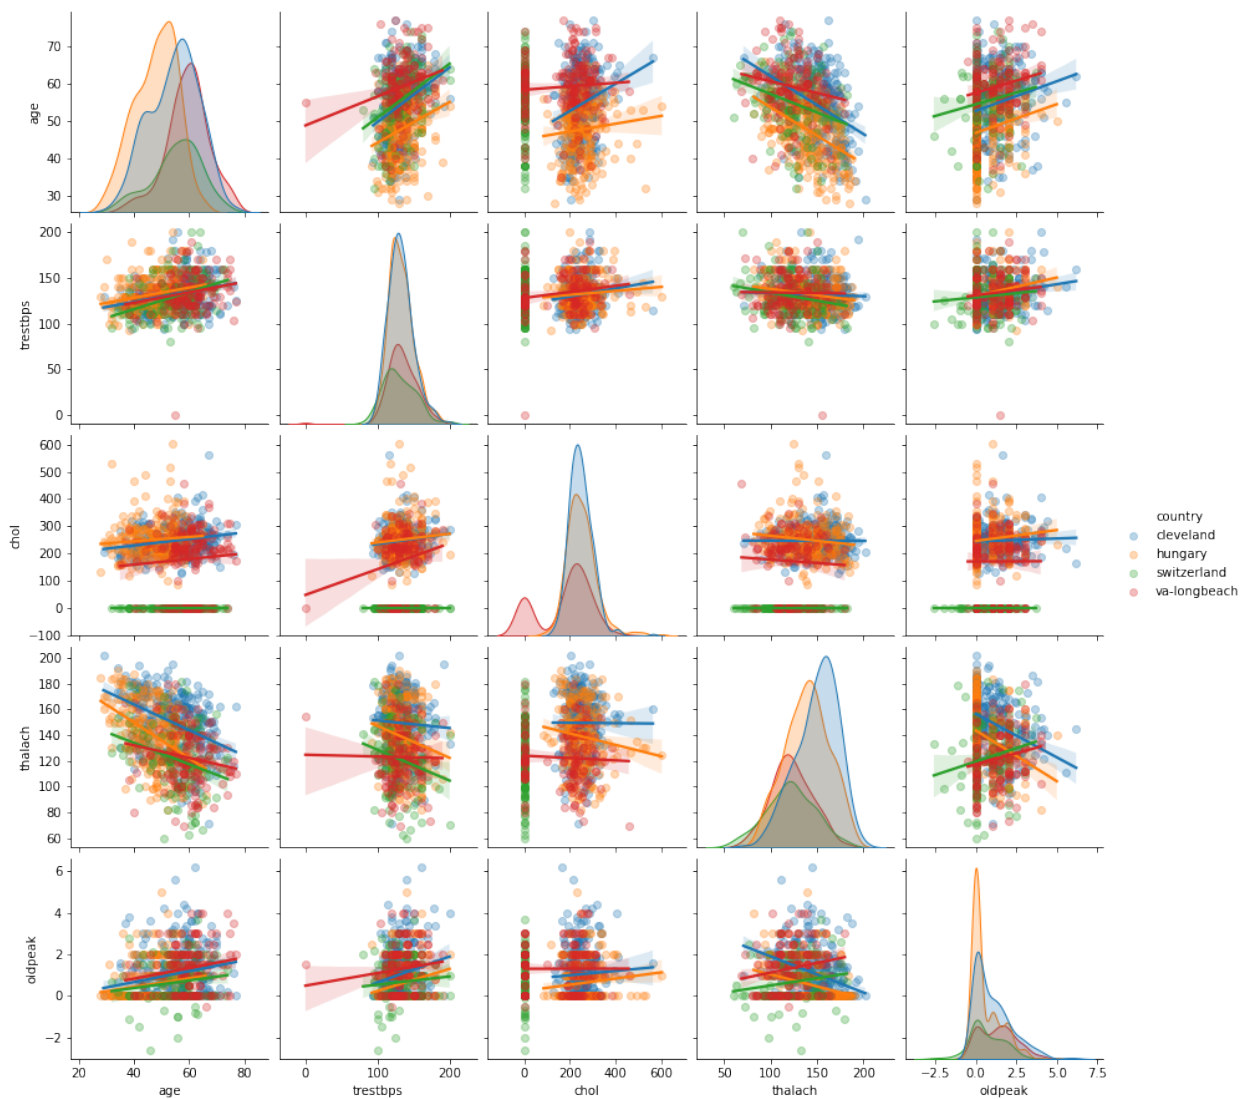 70
60
50
40
30
age
200
150
100
50
0
trestbps
600
500
400
300
200
100
0
−100
chol
country
cleveland
hungary
switzerland
va-longbeach
200
180
160
140
120
100
80
60
thalach
6
4
2
0
−2
oldpeak
20 40 60 80
0 100 200
0 200 400 600
100 150 200
−2.5 0.0 2.5 5.0 7.5
age trestbps chol thalach oldpeak